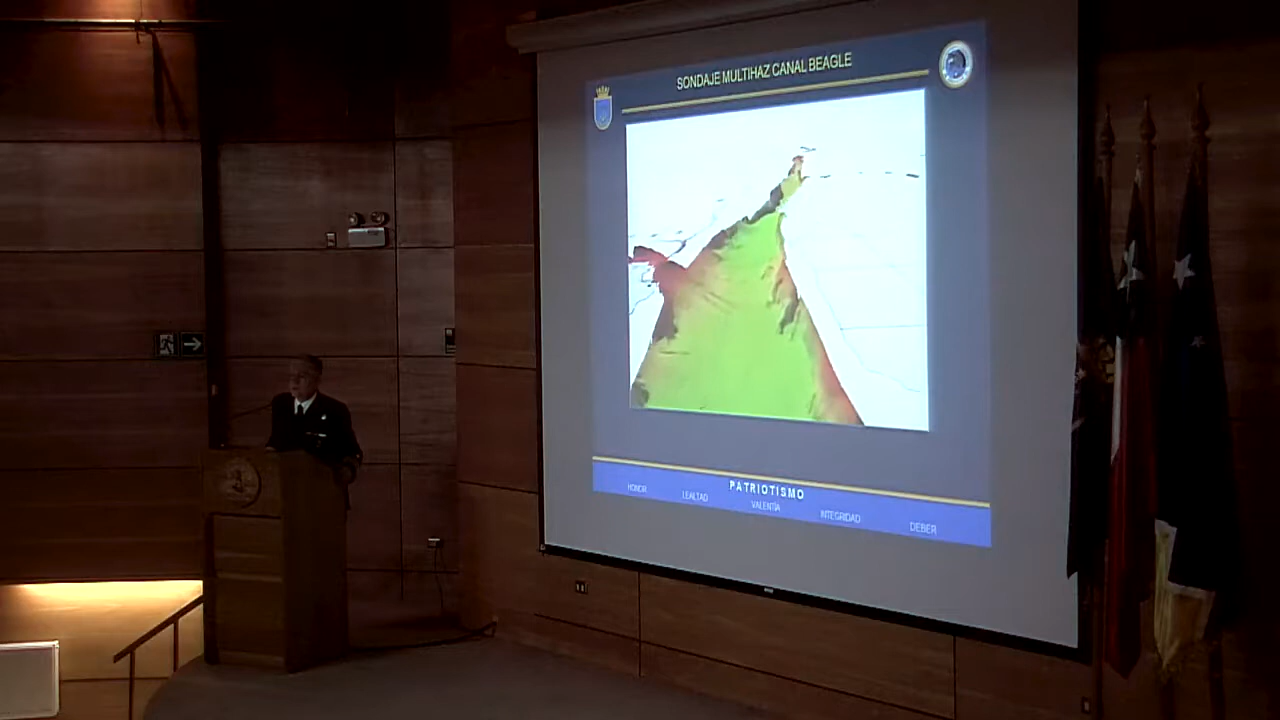 SONDAJE MULTIHAZ CANAL BEAGLE
PATRIOTISMO
HONOR
LEALTAD
VALENTÍA
INTEGRIDAD
DEBER